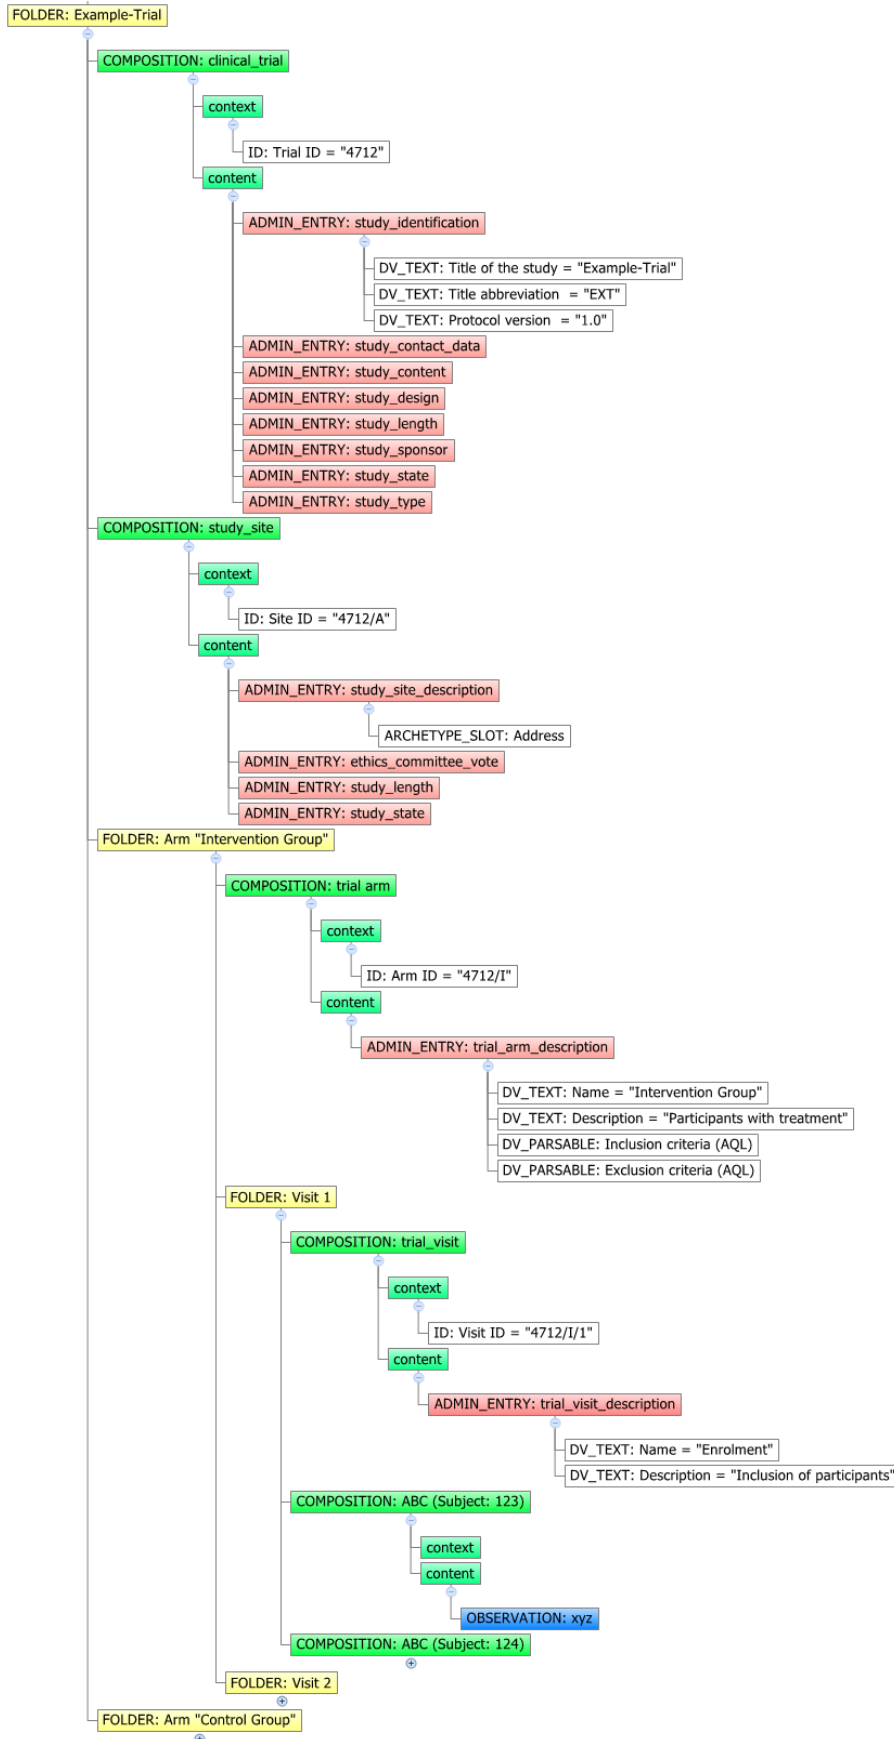 FOLDER: Example-Trial
COMPOSITION: clinical_trial
context
ID: Trial ID = "4712"
content
ADMIN_ENTRY: study_identification
DV_TEXT: Title of the study = "Example-Trial"
DV_TEXT: Title abbreviation = "EXT"
DV_TEXT: Protocol version = "1.0"
ADMIN_ENTRY: study_contact_data
ADMIN_ENTRY: study_content
ADMIN_ENTRY: study_design
ADMIN_ENTRY: study_length
ADMIN_ENTRY: study_sponsor
ADMIN_ENTRY: study_state
ADMIN_ENTRY: study_type
COMPOSITION: study_site
context
ID: Site ID = "4712/A"
content
ADMIN_ENTRY: study_site_description
ARCHETYPE_SLOT: Address
ADMIN_ENTRY: ethics_committee_vote
ADMIN_ENTRY: study_length
ADMIN_ENTRY: study_state
FOLDER: Arm "Intervention Group"
COMPOSITION: trial arm
context
ID: Arm ID = "4712/I"
content
ADMIN_ENTRY: trial_arm_description
DV_TEXT: Name = "Intervention Group"
DV_TEXT: Description = "Participants with treatment"
DV_PARSABLE: Inclusion criteria (AQL)
DV_PARSABLE: Exclusion criteria (AQL)
FOLDER: Visit 1
COMPOSITION: trial_visit
context
ID: Visit ID = "4712/I/1"
content
ADMIN_ENTRY: trial_visit_description
DV_TEXT: Name = "Enrolment"
DV_TEXT: Description = "Inclusion of participants"
COMPOSITION: ABC (Subject: 123)
context
content
OBSERVATION: xyz
COMPOSITION: ABC (Subject: 124)
FOLDER: Visit 2
FOLDER: Arm "Control Group"